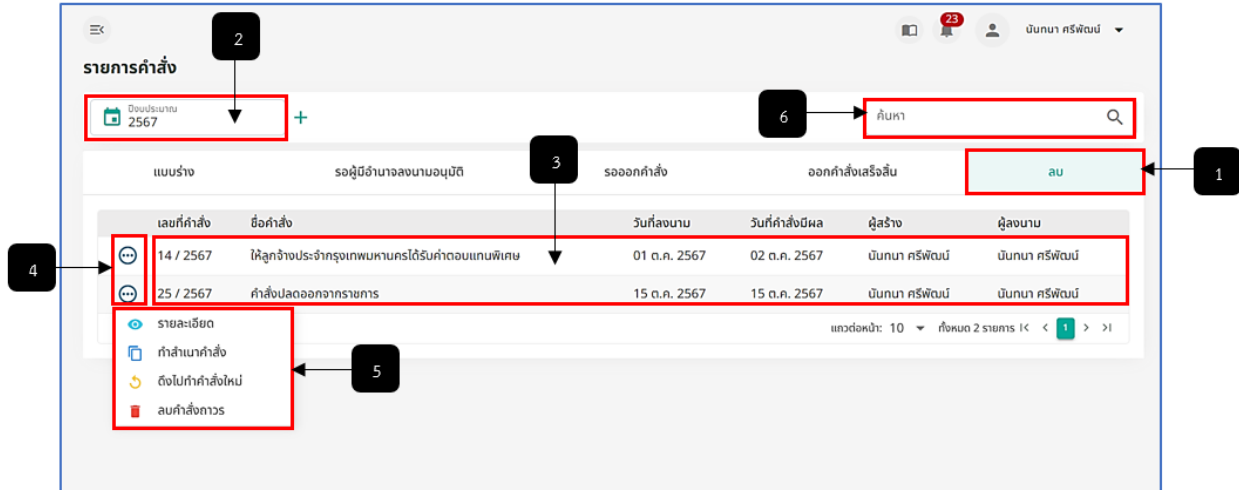 23
นันทนา ศรีพัฒน์
2
รายการคำสั่ง
ปีงบประมาณ
2567
6
ค้นหา
แบบร่าง รอผู้มีอำนาจลงนามอนุมัติ 3 รอออกคำสั่ง ออกคำสั่งเสร็จสิ้น ลบ 1
เลขที่คำสั่ง ชื่อคำสั่ง วันที่ลงนาม วันที่คำสั่งมีผล ผู้สร้าง ผู้ลงนาม
4 14 / 2567 ให้ลูกจ้างประจำกรุงเทพมหานครได้รับค่าตอบแทนพิเศษ 01 ต.ค. 2567 02 ต.ค. 2567 นันทนา ศรีพัฒน์ นันทนา ศรีพัฒน์
25 / 2567 คำสั่งปลดออกจากราชการ 15 ต.ค. 2567 15 ต.ค. 2567 นันทนา ศรีพัฒน์ นันทนา ศรีพัฒน์
รายละเอียด
แถวต่อหน้า: 10 ทั้งหมด 2 รายการ 1
ทำสำเนาคำสั่ง
5
ดึงไปทำคำสั่งใหม่
ลบคำสั่งถาวร